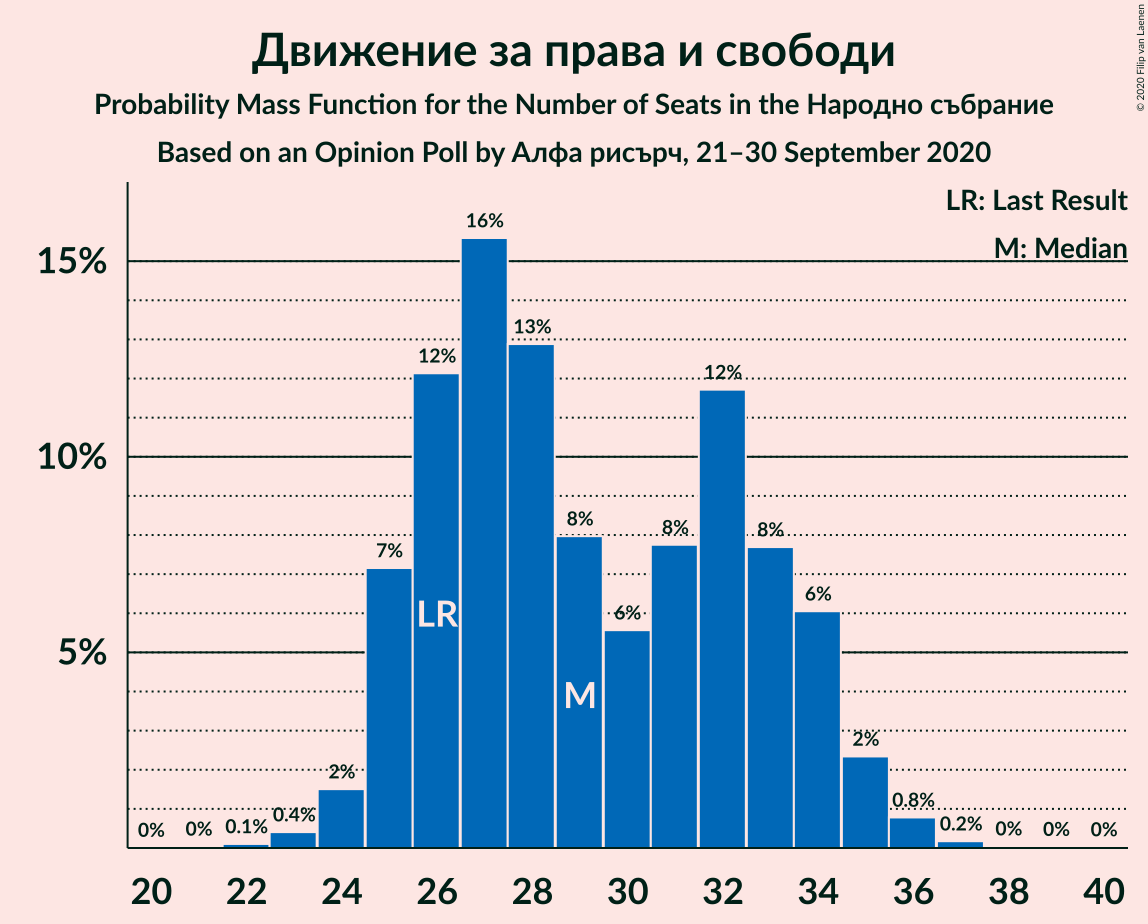 Движение за права и свободи
Probability Mass Function for the Number of Seats in the Народно събрание
Based on an Opinion Poll by Алфа рисърч, 21–30 September 2020
© 2020 Filip van Laenen
LR: Last Result
M: Median
15%
10%
5%
0%
0%
0.1%
0.4%
2%
7%
12%
16%
13%
8%
6%
8%
12%
8%
6%
2%
0.8%
0.2%
0%
0%
0%
LR
M
20 22 24 26 28 30 32 34 36 38 40